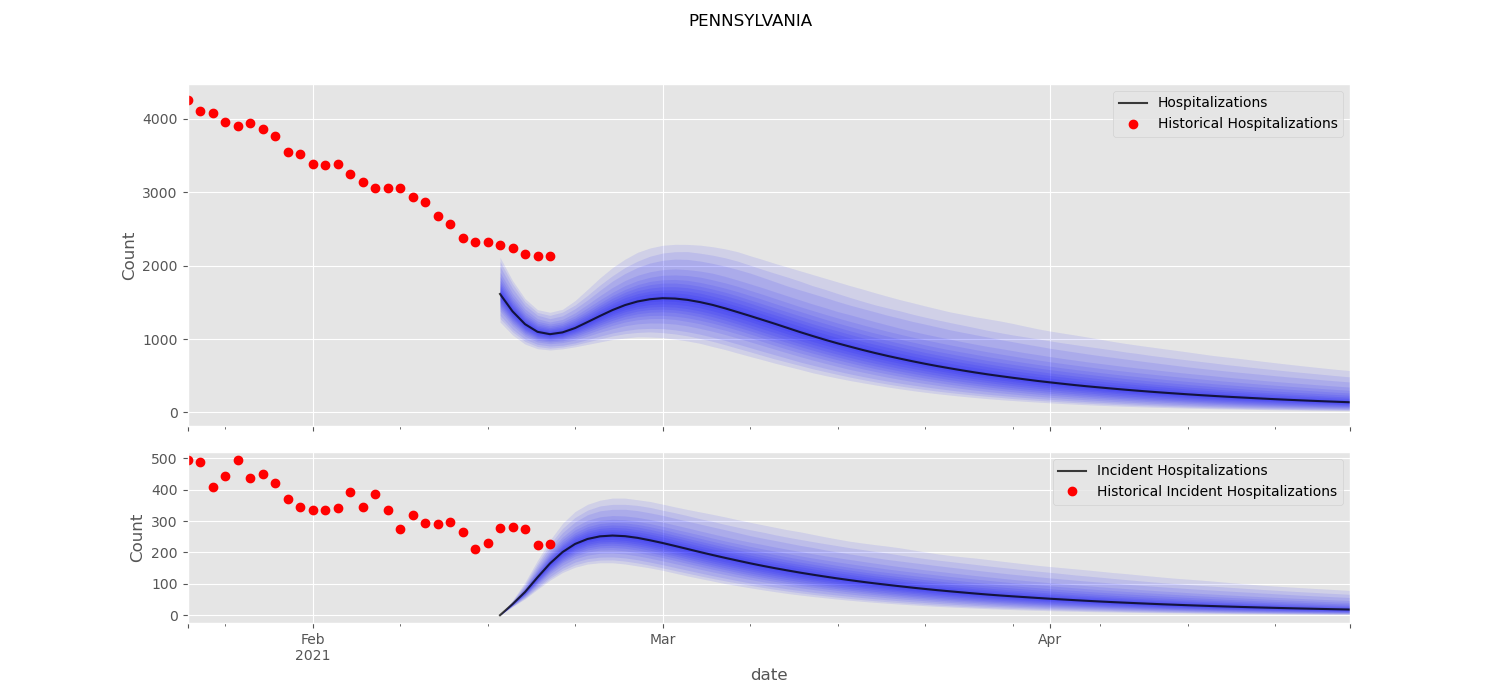 PENNSYLVANIA
Hospitalizations
Historical Hospitalizations
4000
3000
2000
1000
0
Count
Incident Hospitalizations
Historical Incident Hospitalizations
500
400
300
200
100
0
Count
Feb
2021
Mar
Apr
date